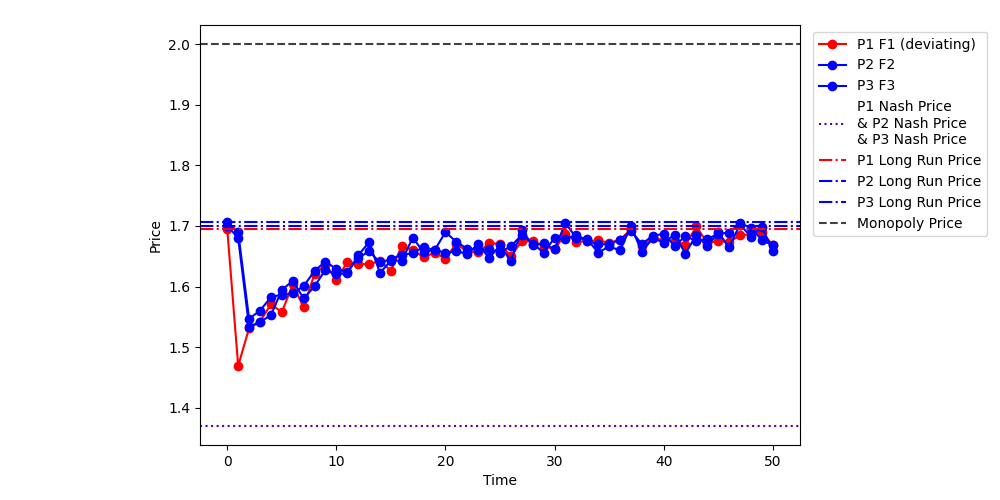 2.0
1.9
1.8
1.7
1.6
1.5
1.4
Price
0
10
20
30
40
50
Time
P1 F1 (deviating)
P2 F2
P3 F3
P1 Nash Price
& P2 Nash Price
& P3 Nash Price
P1 Long Run Price
P2 Long Run Price
P3 Long Run Price
Monopoly Price